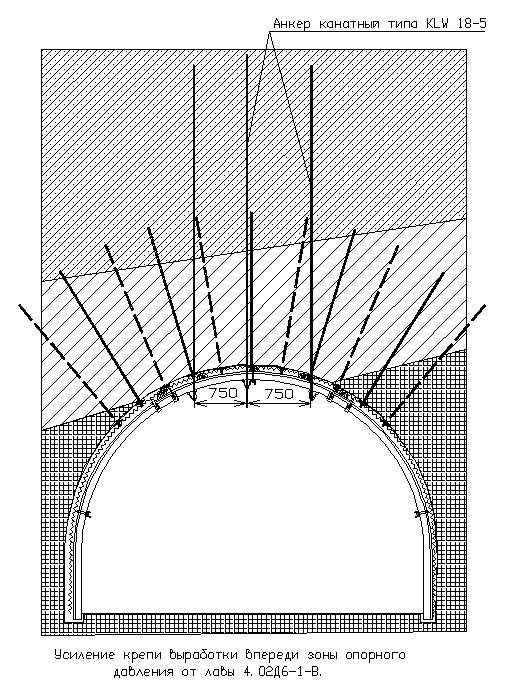 Анкер канатный типа KLW 18-5
750 750
Усиление крепи выработки впереди зоны опорного
давления от лавы 4.02Д6-1-В.